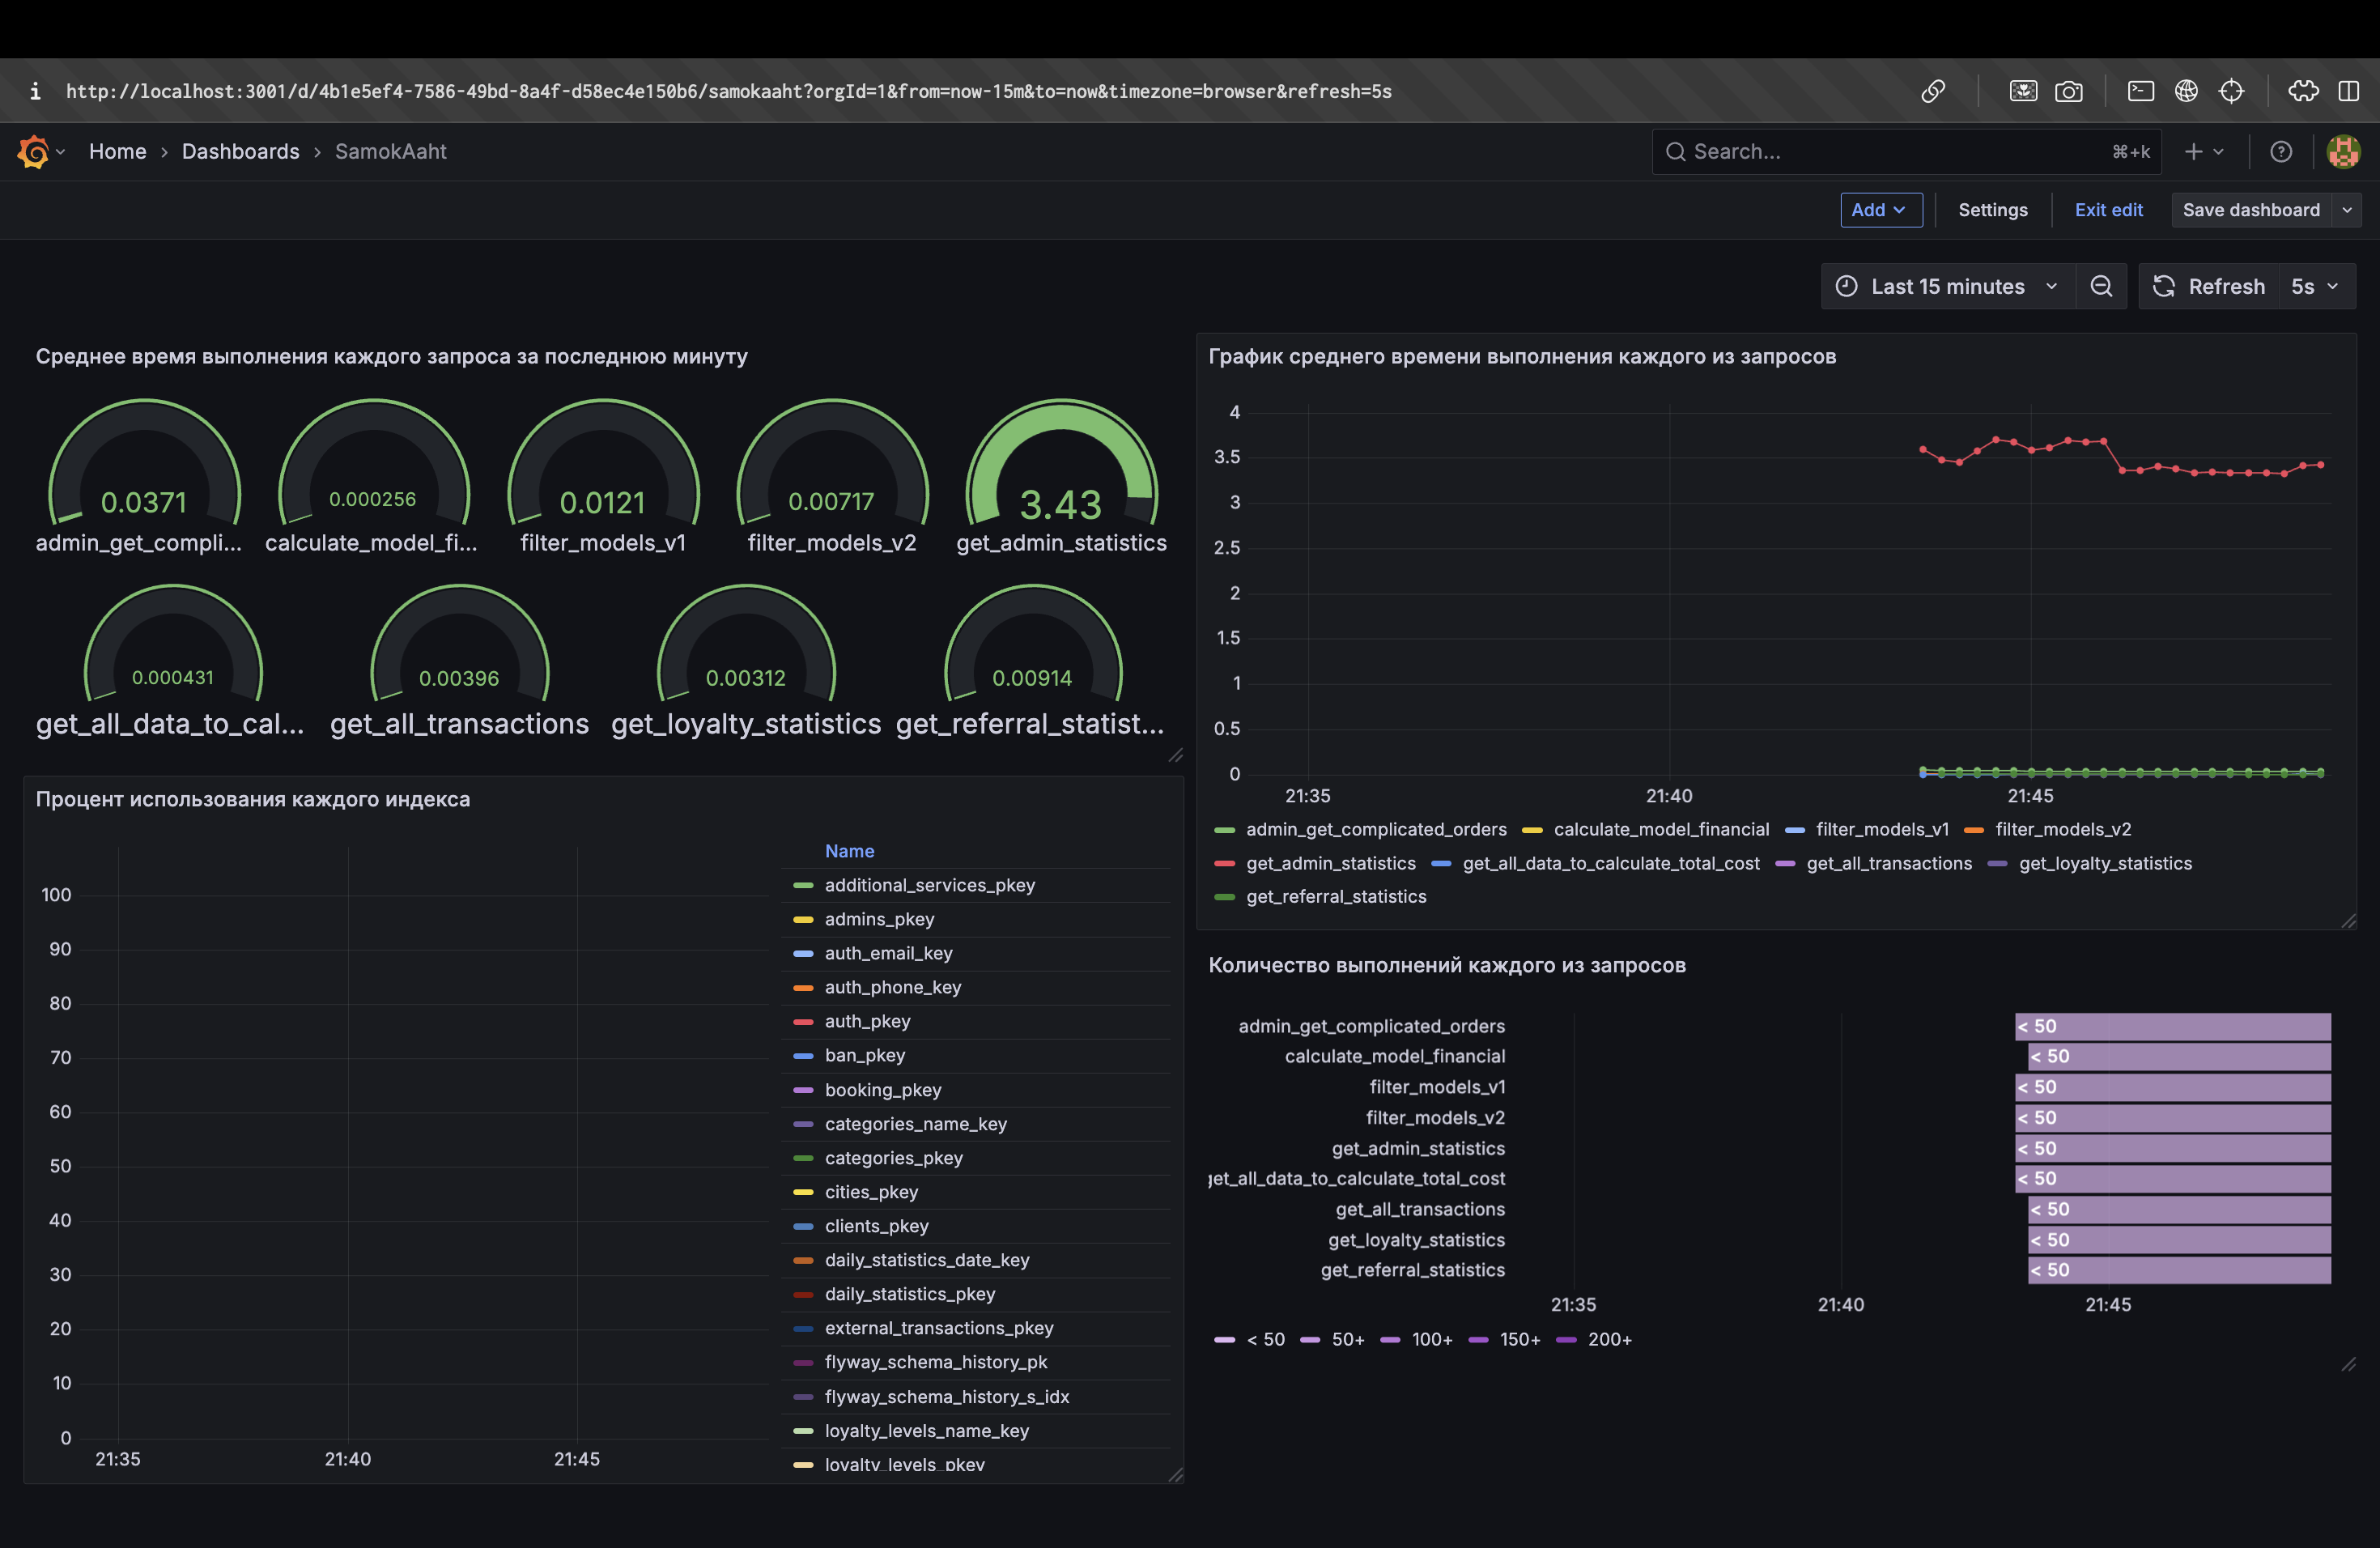 i http://localhost:3001/d/4b1e5ef4-7586-49bd-8a4f-d58ec4e150b6/samokaaht?orgId=1&from=now-15m&to=now&timezone=browser&refresh=5s
Home > Dashboards > SamokAaht
Search... ⌘+k
Add Settings Exit edit Save dashboard
Last 15 minutes Refresh 5s
Среднее время выполнения каждого запроса за последнюю минуту
0.0371 0.000256 0.0121 0.00717 3.43
admin_get_compli... calculate_model_fi... filter_models_v1 filter_models_v2 get_admin_statistics
0.000431 0.00396 0.00312 0.00914
get_all_data_to_cal... get_all_transactions get_loyalty_statistics get_referral_statist...
График среднего времени выполнения каждого из запросов
4
3.5
3
2.5
2
1.5
1
0.5
0
21:35 21:40 21:45
admin_get_complicated_orders calculate_model_financial filter_models_v1 filter_models_v2
get_admin_statistics get_all_data_to_calculate_total_cost get_all_transactions get_loyalty_statistics
get_referral_statistics
Процент использования каждого индекса
100
90
80
70
60
50
40
30
20
10
0
21:35 21:40 21:45
Name
additional_services_pkey
admins_pkey
auth_email_key
auth_phone_key
auth_pkey
ban_pkey
booking_pkey
categories_name_key
categories_pkey
cities_pkey
clients_pkey
daily_statistics_date_key
daily_statistics_pkey
external_transactions_pkey
flyway_schema_history_pk
flyway_schema_history_s_idx
loyalty_levels_name_key
loyalty_levels_pkey
Количество выполнений каждого из запросов
admin_get_complicated_orders < 50
calculate_model_financial < 50
filter_models_v1 < 50
filter_models_v2 < 50
get_admin_statistics < 50
get_all_data_to_calculate_total_cost < 50
get_all_transactions < 50
get_loyalty_statistics < 50
get_referral_statistics < 50
21:35 21:40 21:45
< 50 50+ 100+ 150+ 200+